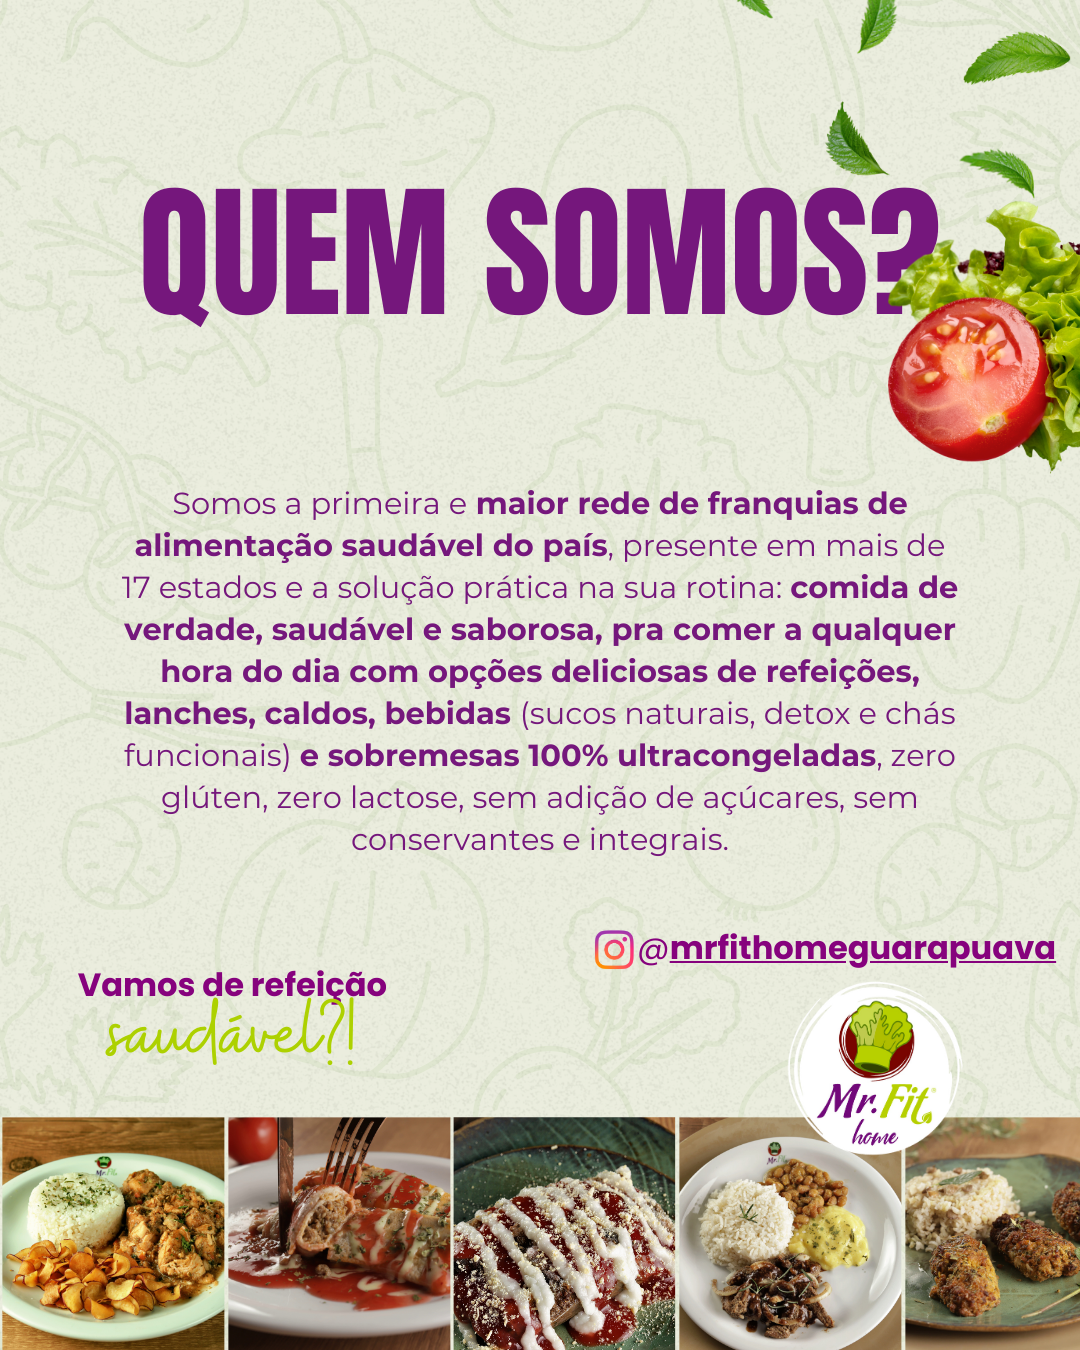 QUEM SOMOS?
Somos a primeira e maior rede de franquias de
alimentação saudável do país, presente em mais de
17 estados e a solução prática na sua rotina: comida de
verdade, saudável e saborosa, pra comer a qualquer
hora do dia com opções deliciosas de refeições,
lanches, caldos, bebidas (sucos naturais, detox e chás
funcionais) e sobremesas 100% ultracongeladas, zero
glúten, zero lactose, sem adição de açúcares, sem
conservantes e integrais.
@mrfithomeguarapuava
Vamos de refeição
saudável?!
Mr. Fit
home